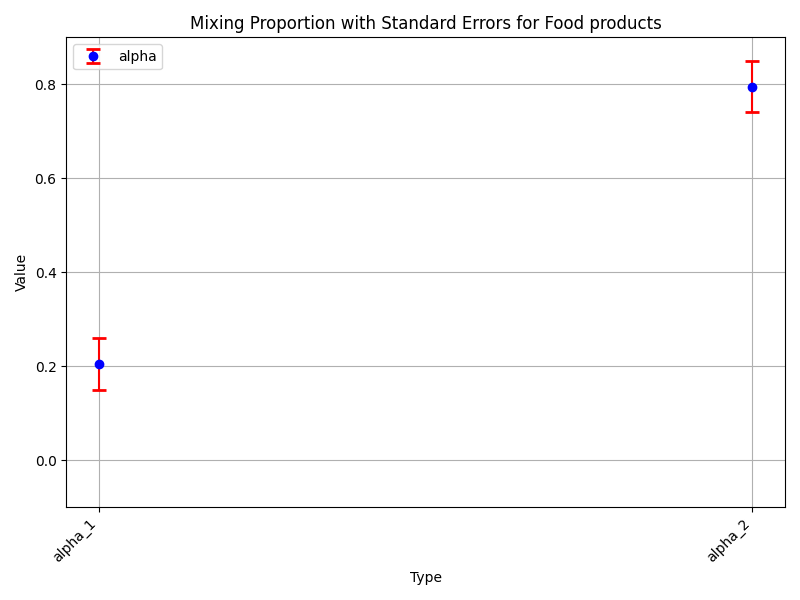 Mixing Proportion with Standard Errors for Food products
alpha
0.8
0.6
0.4
0.2
0.0
Value
alpha_1
alpha_2
Type